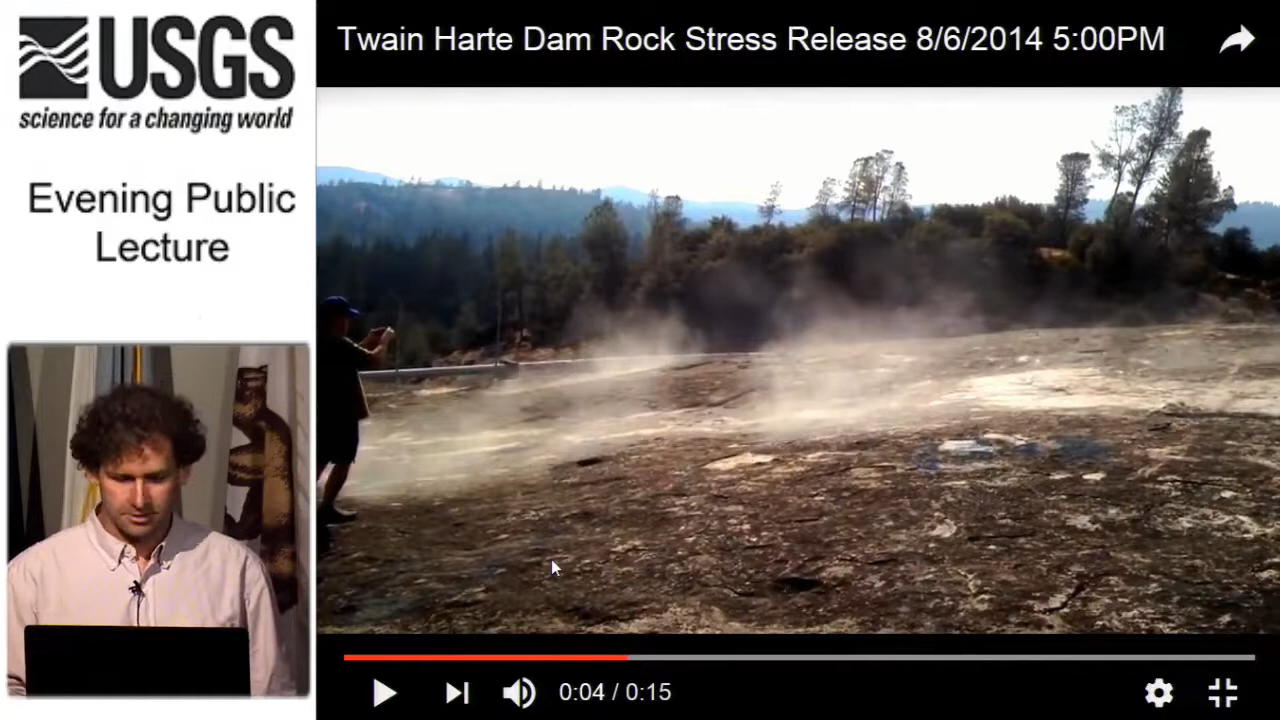 USGS
science for a changing world
Evening Public
Lecture
Twain Harte Dam Rock Stress Release 8/6/2014 5:00PM
0:04 / 0:15